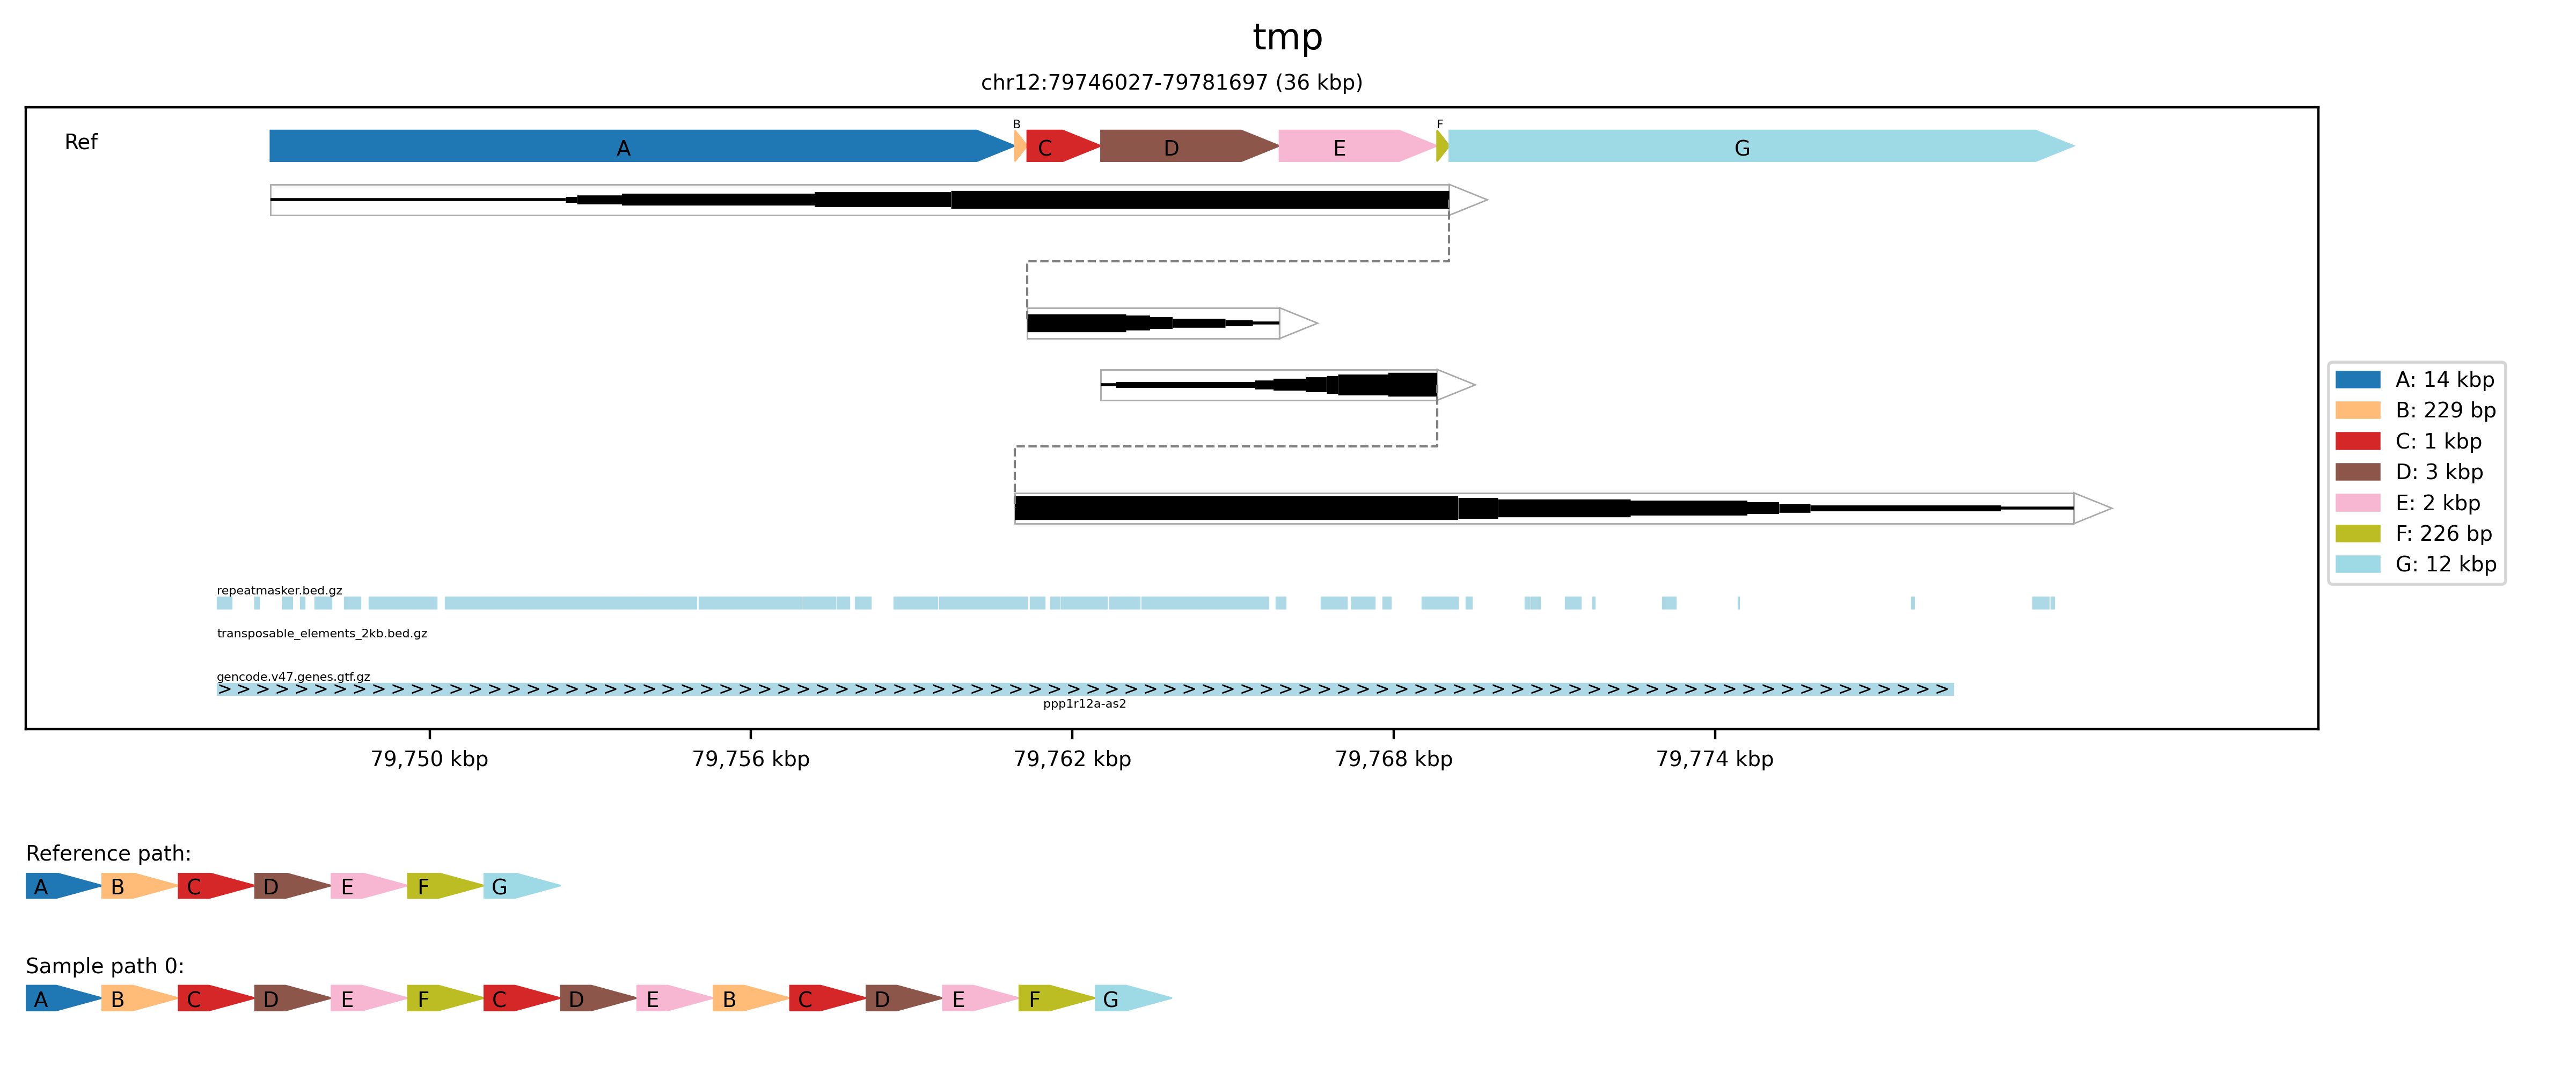 tmp
chr12:79746027-79781697 (36 kbp)
Ref
A B C D E F G
A: 14 kbp
B: 229 bp
C: 1 kbp
D: 3 kbp
E: 2 kbp
F: 226 bp
G: 12 kbp
repeatmasker.bed.gz
transposable_elements_2kb.bed.gz
gencode.v47.genes.gtf.gz
ppp1r12a-as2
79,750 kbp 79,756 kbp 79,762 kbp 79,768 kbp 79,774 kbp
Reference path:
A B C D E F G
Sample path 0:
A B C D E F C D E B C D E F G